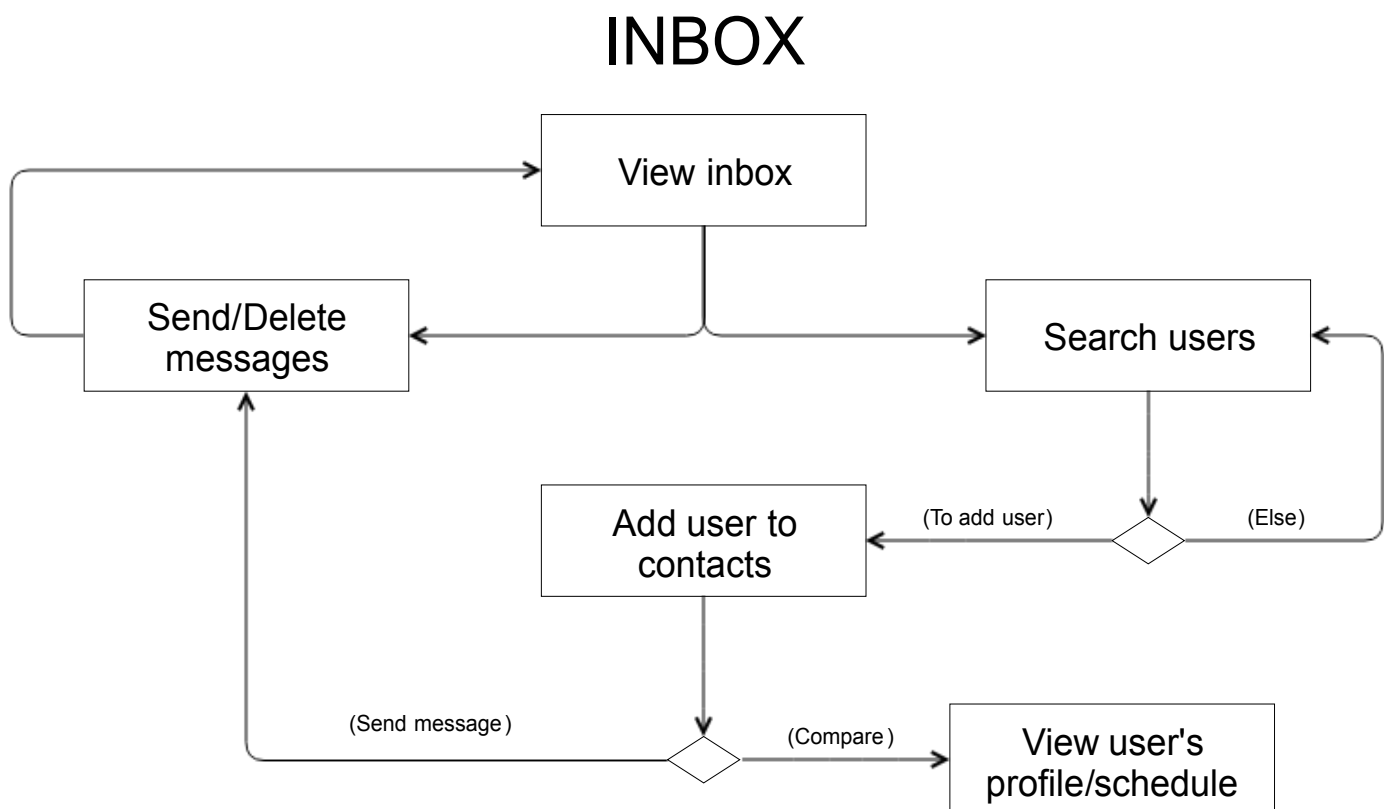 INBOX
View inbox
Send/Delete
messages
Search users
Add user to
contacts
(To add user)
(Else)
(Send message)
(Compare)
View user's
profile/schedule